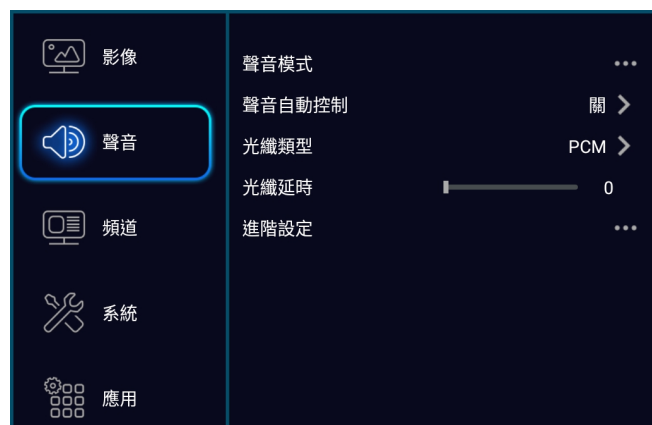 影像
聲音
頻道
系統
應用
聲音模式 •••
聲音自動控制 關 >
光纖類型 PCM >
光纖延時 0
進階設定 •••